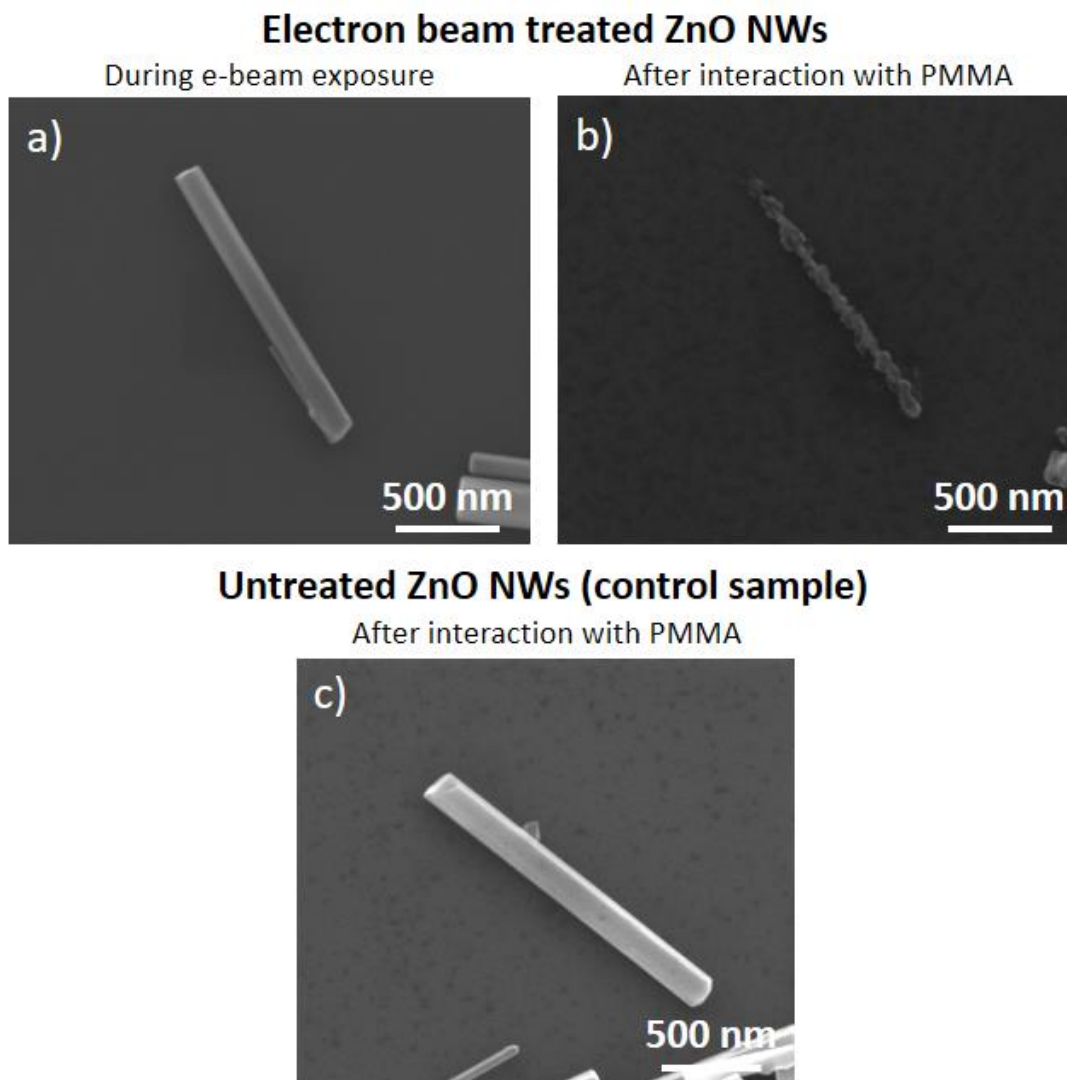 Electron beam treated ZnO NWs
During e-beam exposure
After interaction with PMMA
a)
b)
500 nm
500 nm
Untreated ZnO NWs (control sample)
After interaction with PMMA
c)
500 nm